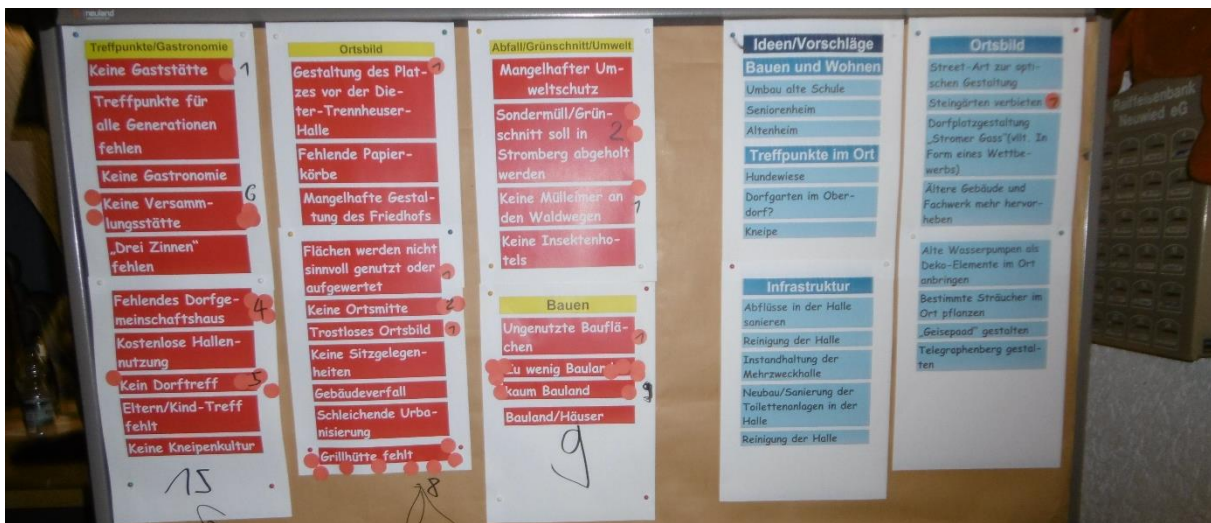 neuland
Treffpunkte/Gastronomie
Keine Gaststätte
1
Treffpunkte für
alle Generationen
fehlen
Keine Gastronomie
6
Keine Versamm-
lungsstätte
„Drei Zinnen“
fehlen
Fehlendes Dorfge-
meinschaftshaus
4
Kostenlose Hallen-
nutzung
Kein Dorftreff
5
Eltern/Kind-Treff
fehlt
Keine Kneipenkultur
15
Ortsbild
Gestaltung des Plat-
zes vor der Die-
ter-Trennheuser-
Halle
1
Fehlende Papier-
körbe
Mangelhafte Gestal-
tung des Friedhofs
Flächen werden nicht
sinnvoll genutzt oder
aufgewertet
1
Keine Ortsmitte
2
Trostloses Ortsbild
1
Keine Sitzgelegen-
heiten
Gebäudeverfall
Schleichende Urba-
nisierung
Grillhütte fehlt
8
Abfall/Grünschnitt/Umwelt
Mangelhafter Um-
weltschutz
Sondermüll/Grün-
schnitt soll in
2
Stromberg abgeholt
werden
Keine Mülleimer an
den Waldwegen
1
Keine Insektenho-
tels
Bauen
Ungenutzte Bauflä-
chen
1
Zu wenig Bauland
kaum Bauland
9
Bauland/Häuser
9
Ideen/Vorschläge
Bauen und Wohnen
Umbau alte Schule
Seniorenheim
Altenheim
Treffpunkte im Ort
Hundewiese
Dorfgarten im Ober-
dorf?
Kneipe
Infrastruktur
Abflüsse in der Halle
sanieren
Reinigung der Halle
Instandhaltung der
Mehrzweckhalle
Neubau/Sanierung der
Toilettenanlagen in der
Halle
Reinigung der Halle
Ortsbild
Street-Art zur opti-
schen Gestaltung
Steingärten verbieten
1
Dorfplatzgestaltung
„Stromer Gass“(vllt. In
Form eines Wettbe-
werbs)
Ältere Gebäude und
Fachwerk mehr hervor-
heben
Alte Wasserpumpen als
Deko-Elemente im Ort
anbringen
Bestimmte Sträucher im
Ort pflanzen
„Geisepaad“ gestalten
Telegraphenberg gestal-
ten
Raiffeisenbank
Neuwied eG